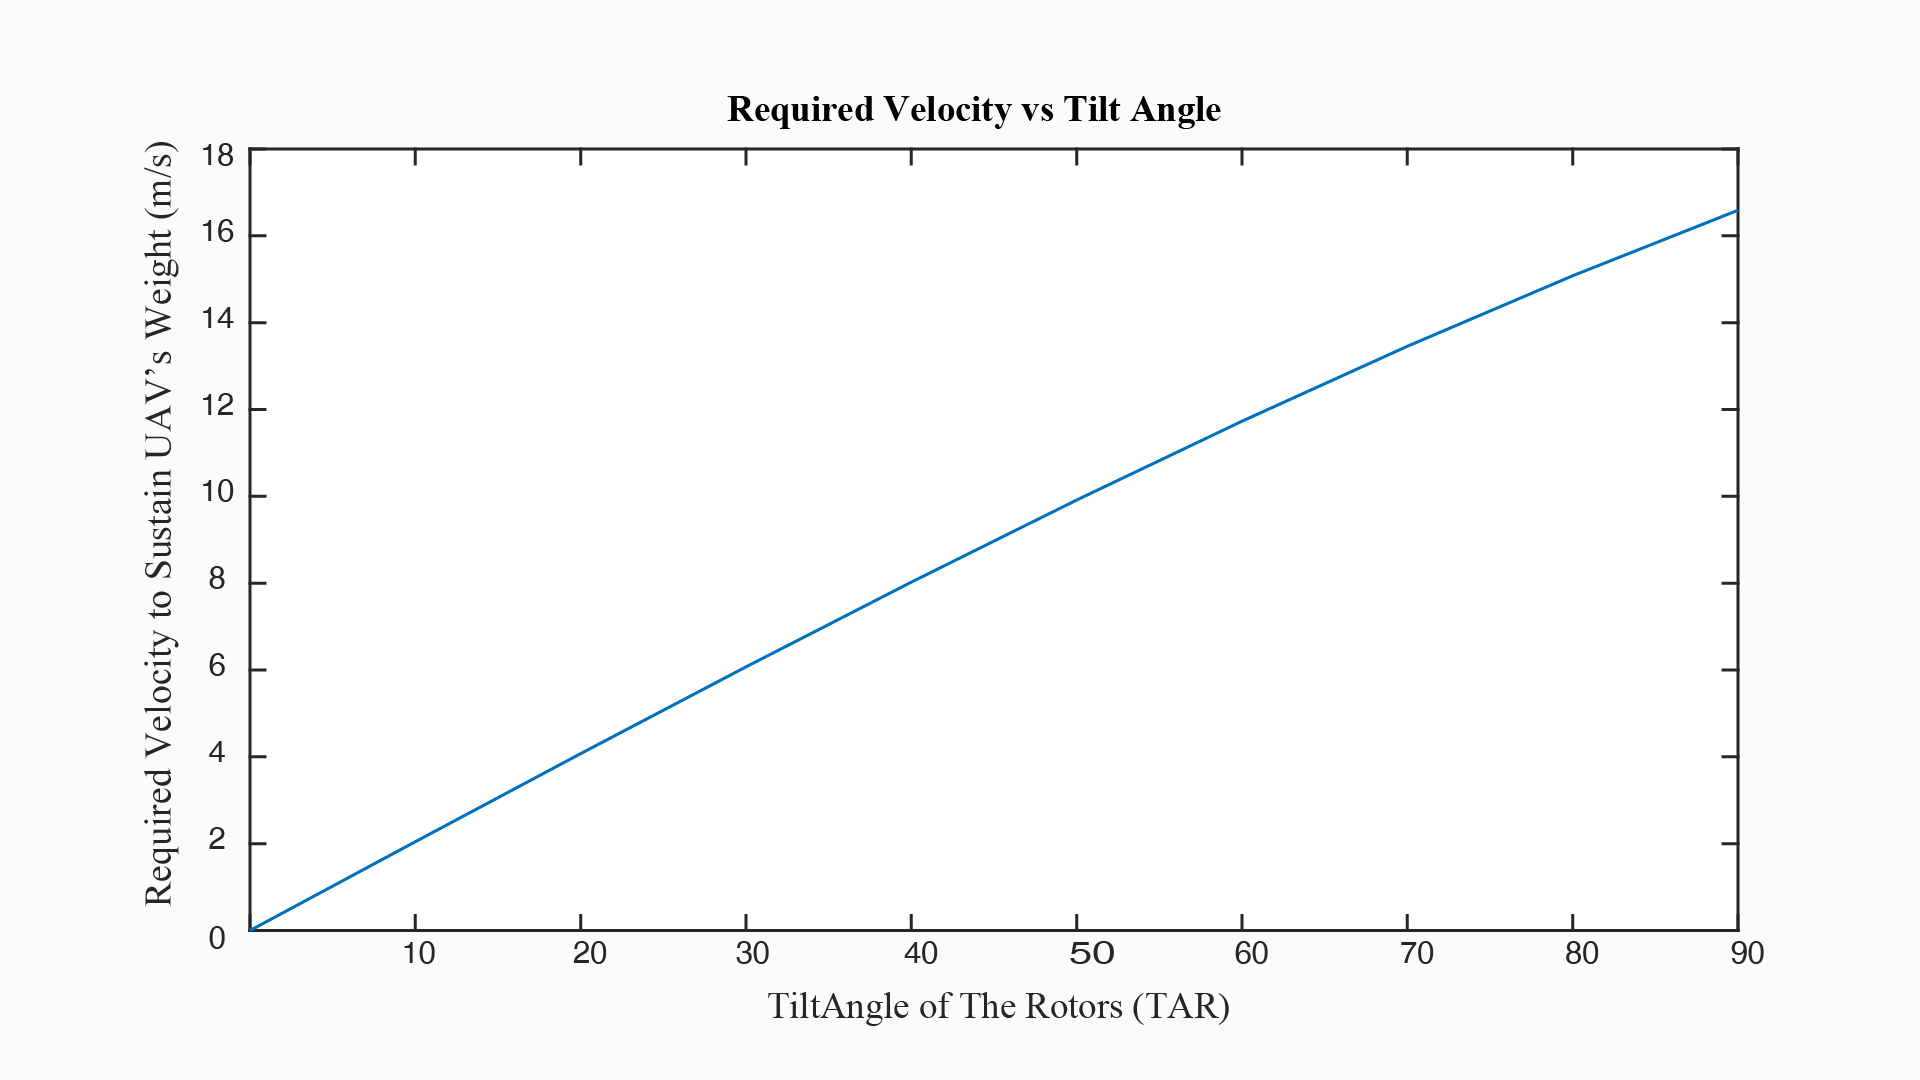 Required Velocity vs Tilt Angle
Required Velocity to Sustain UAV’s Weight (m/s)
18
16
14
12
10
8
6
4
2
0
10 20 30 40 50 60 70 80 90
TiltAngle of The Rotors (TAR)